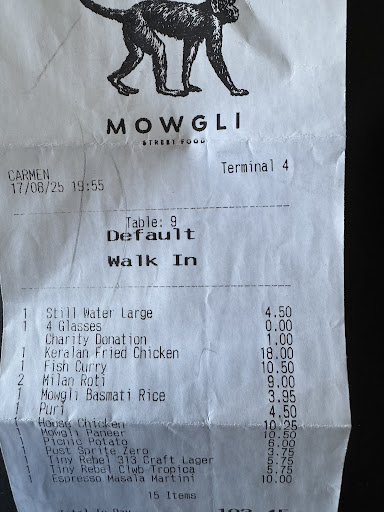 MOWGLI
STREET FOOD
CARMEN Terminal 4
17/08/25 19:55
Table: 9
Default
Walk In
1 Still Water Large 4.50
1 4 Glasses 0.00
Charity Donation 1.00
1 Keralan Fried Chicken 18.00
1 Fish Curry 10.50
2 Milan Roti 9.00
1 Mowgli Basmati Rice 3.95
1 Puri 4.50
1 House Chicken 10.25
1 Mowgli Paneer 10.50
1 Picnic Potato 6.00
1 Post Sprite Zero 3.75
1 Tiny Rebel 313 Craft Lager 5.75
1 Tiny Rebel Clwb Tropica 5.75
1 Espresso Masala Martini 10.00
15 Items